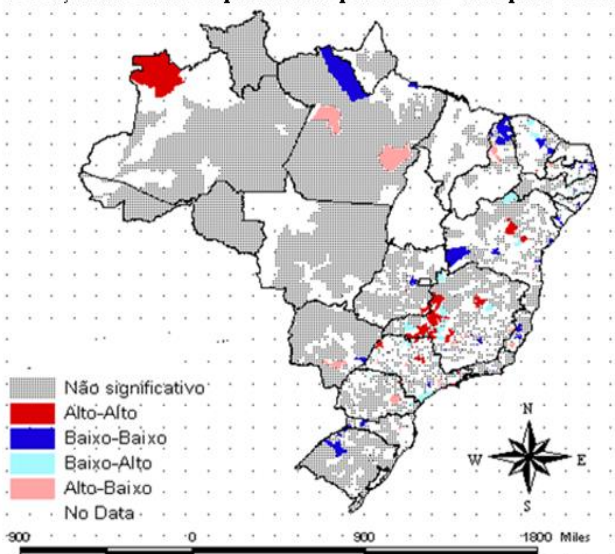 Não significativo
Alto-Alto
Baixo-Baixo
Baixo-Alto
Alto-Baixo
No Data
N
W E
S
900 0 900 1800 Miles